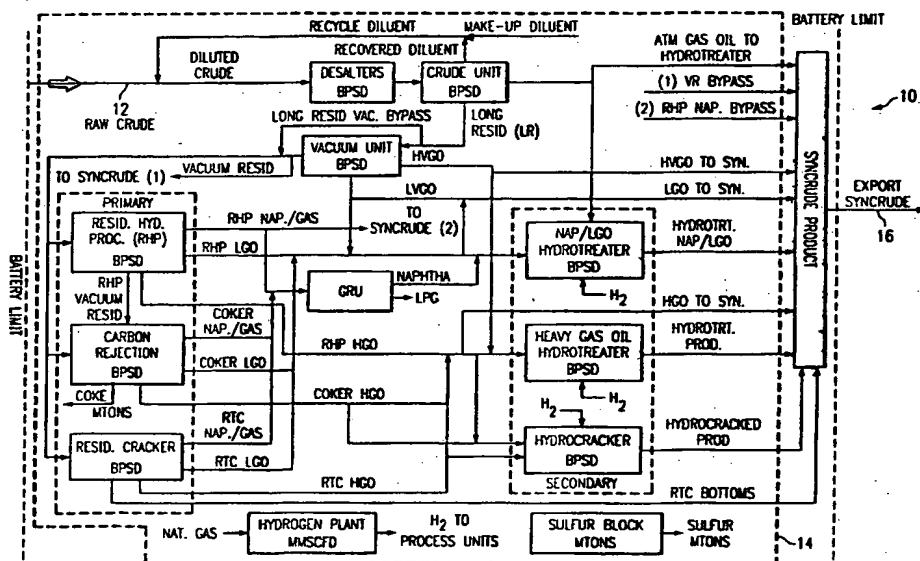 BATTERY LIMIT
RECYCLE DILUENT
MAKE-UP DILUENT
RECOVERED DILUENT
ATM GAS OIL TO
HYDROTREATER
DILUTED
CRUDE
DESALTERS
BPSD
CRUDE UNIT
BPSD
(1) VR BYPASS
10
12
RAW CRUDE
(2) RHP NAP. BYPASS
LONG RESID VAC. BYPASS
LONG
RESID (LR)
VACUUM UNIT
BPSD
HVGO
VACUUM RESID
TO SYNCRUDE (1)
HVGO TO SYN.
LVGO
LGO TO SYN.
SYNCRUDE PRODUCT
EXPORT
SYNCRUDE
16
PRIMARY
RESID. HYD.
PROC. (RHP)
BPSD
RHP NAP./GAS
TO
SYNCRUDE (2)
RHP LGO
NAP/LGO
HYDROTREATER
BPSD
HYDROTRT.
NAP/LGO
BATTERY LIMIT
RHP
VACUUM
RESID
GRU
NAPHTHA
LPG
H2
COKER
NAP./GAS
HGO TO SYN.
CARBON
REJECTION
BPSD
RHP HGO
HEAVY GAS OIL
HYDROTREATER
BPSD
HYDROTRT.
PROD.
COKER LGO
COKE
MTONS
COKER HGO
H2
H2
RTC
NAP./GAS
RESID. CRACKER
BPSD
HYDROCRACKER
BPSD
HYDROCRACKED
PROD
RTC LGO
SECONDARY
RTC HGO
RTC BOTTOMS
NAT. GAS
HYDROGEN PLANT
MMSCFD
H2 TO
PROCESS UNITS
SULFUR BLOCK
MTONS
SULFUR
MTONS
14